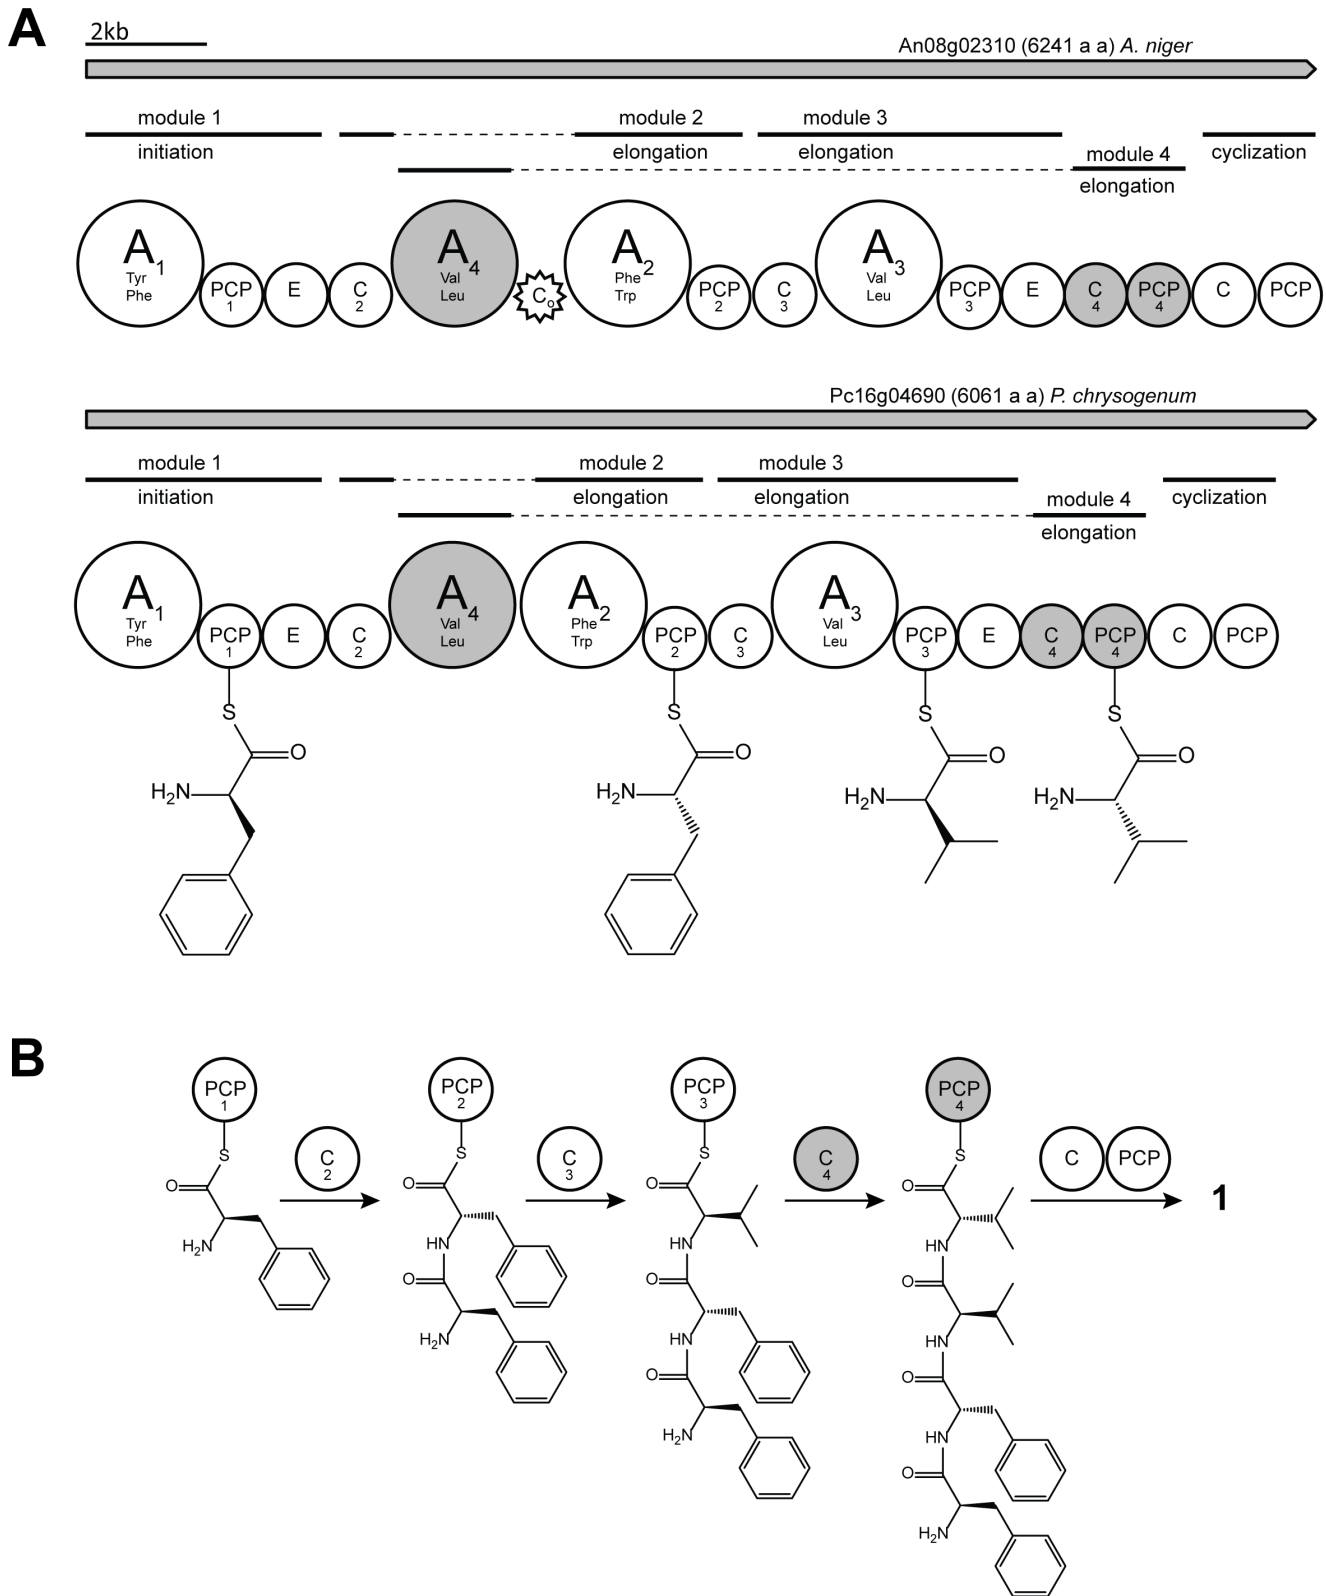 A
2kb
An08g02310 (6241 a a) A. niger
module 1
module 2
module 3
initiation
elongation
elongation
module 4
cyclization
elongation
A1
A4
A2
A3
Tyr
Phe
Val
Leu
Phe
Trp
Val
Leu
PCP
1
E
C
2
Co
PCP
2
C
3
PCP
3
E
C
4
PCP
4
C
PCP
Pc16g04690 (6061 a a) P. chrysogenum
module 1
module 2
module 3
initiation
elongation
elongation
module 4
cyclization
elongation
A1
A4
A2
A3
Tyr
Phe
Val
Leu
Phe
Trp
Val
Leu
PCP
1
E
C
2
PCP
2
C
3
PCP
3
E
C
4
PCP
4
C
PCP
S
S
S
S
O
O
O
O
H2N
H2N
H2N
H2N
B
PCP
1
PCP
2
PCP
3
PCP
4
S
S
S
S
C
2
C
3
C
4
C
PCP
1
O
O
O
O
H2N
HN
HN
HN
O
O
O
H2N
HN
HN
O
O
H2N
HN
O
H2N